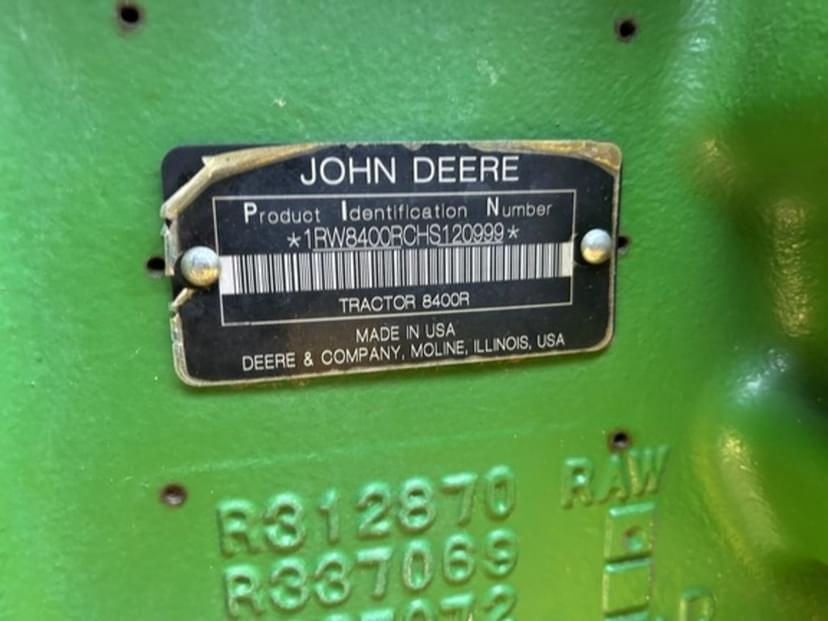 JOHN DEERE
Product Identification Number
*1RW8400RCHS120999*
TRACTOR 8400R
MADE IN USA
DEERE & COMPANY, MOLINE, ILLINOIS, USA
R312870
RAW
R337069